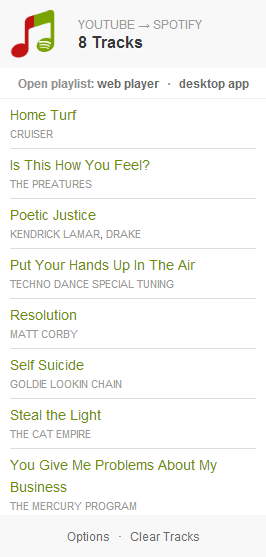 YOUTUBE → SPOTIFY
8 Tracks
Open playlist: web player · desktop app
Home Turf
CRUISER
Is This How You Feel?
THE PREATURES
Poetic Justice
KENDRICK LAMAR, DRAKE
Put Your Hands Up In The Air
TECHNO DANCE SPECIAL TUNING
Resolution
MATT CORBY
Self Suicide
GOLDIE LOOKIN CHAIN
Steal the Light
THE CAT EMPIRE
You Give Me Problems About My
Business
THE MERCURY PROGRAM
Options · Clear Tracks